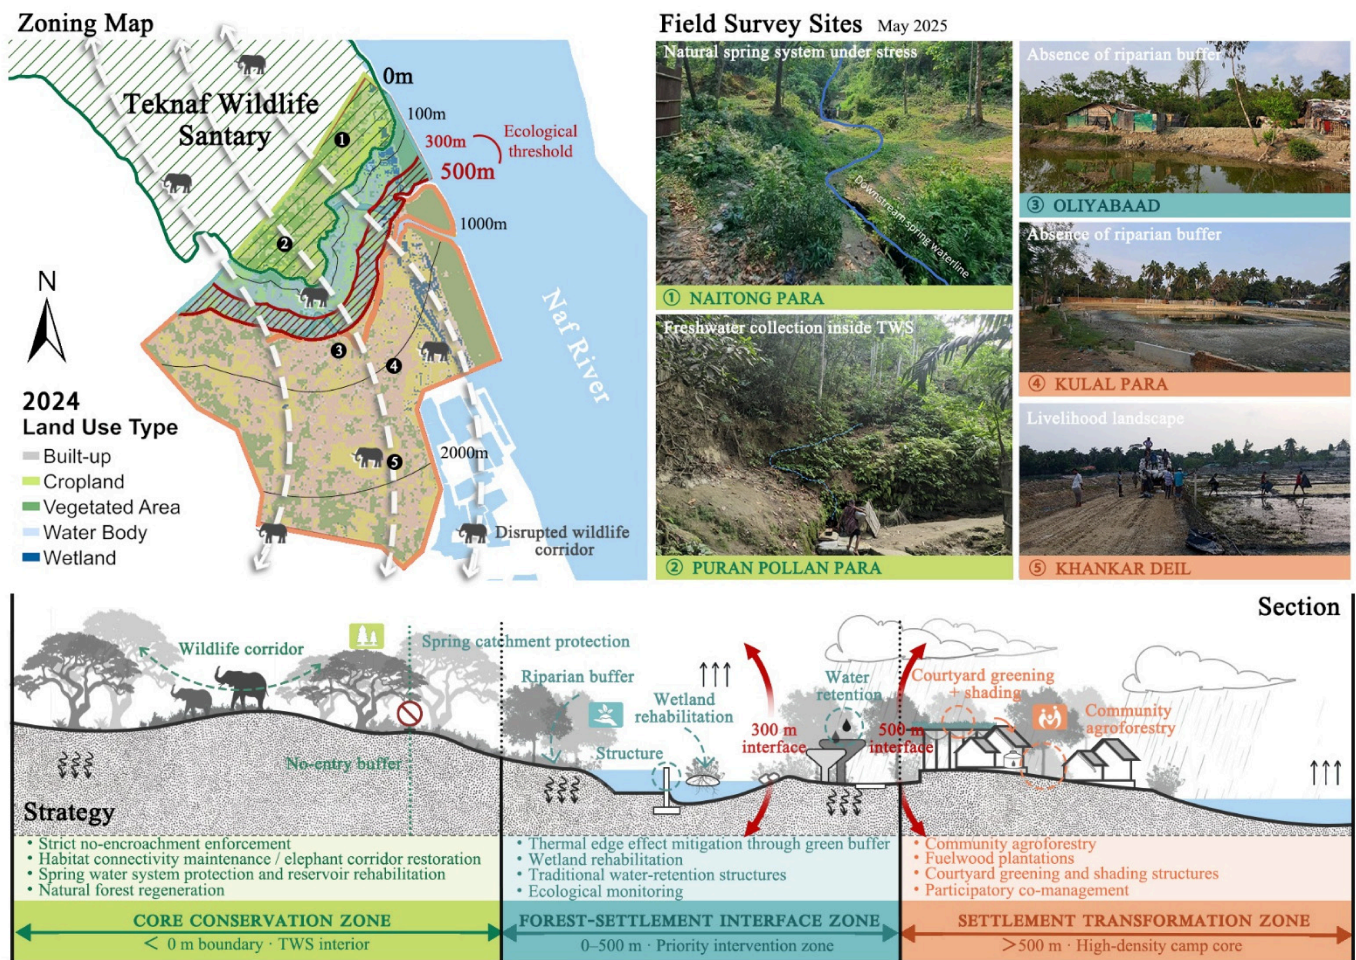 Zoning Map
Teknaf Wildlife
Santary
0m
100m
300m
Ecological
threshold
500m
1000m
2000m
Naf River
N
❶
❷
❸
❹
❺
Disrupted wildlife
corridor
2024
Land Use Type
Built-up
Cropland
Vegetated Area
Water Body
Wetland
Field Survey Sites May 2025
Natural spring system under stress
Downstream spring waterline
① NAITONG PARA
Freshwater collection inside TWS
② PURAN POLLAN PARA
Absence of riparian buffer
③ OLIYABAAD
Absence of riparian buffer
④ KULAL PARA
Livelihood landscape
⑤ KHANKAR DEIL
Section
Wildlife corridor
Spring catchment protection
No-entry buffer
Riparian buffer
Wetland
rehabilitation
Structure
300 m
interface
Water
retention
500 m
interface
Courtyard greening
+ shading
Community
agroforestry
Strategy
• Strict no-encroachment enforcement
• Habitat connectivity maintenance / elephant corridor restoration
• Spring water system protection and reservoir rehabilitation
• Natural forest regeneration
CORE CONSERVATION ZONE
< 0 m boundary · TWS interior
• Thermal edge effect mitigation through green buffer
• Wetland rehabilitation
• Traditional water-retention structures
• Ecological monitoring
FOREST-SETTLEMENT INTERFACE ZONE
0–500 m · Priority intervention zone
• Community agroforestry
• Fuelwood plantations
• Courtyard greening and shading structures
• Participatory co-management
SETTLEMENT TRANSFORMATION ZONE
>500 m · High-density camp core